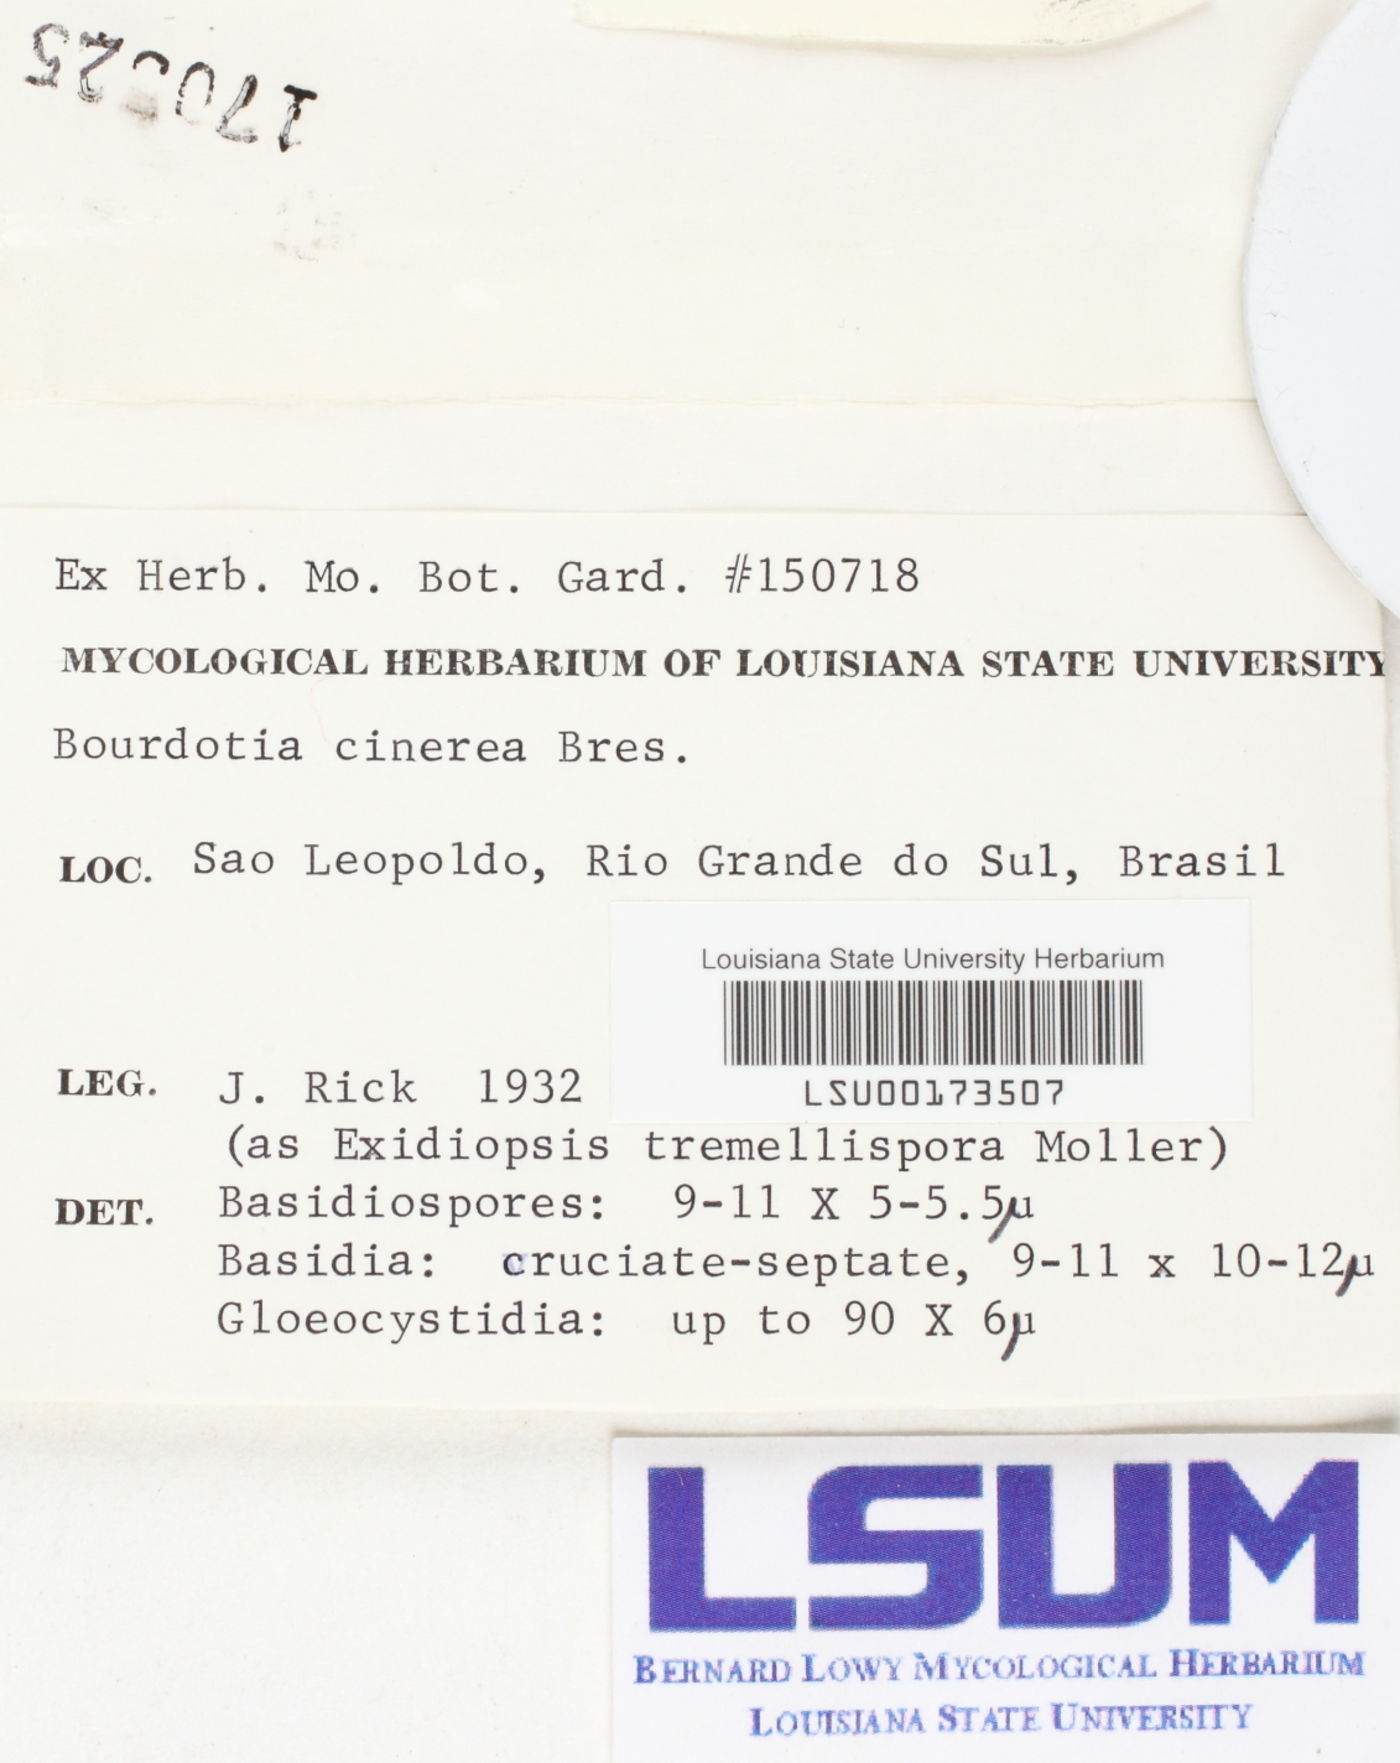 Ex Herb. Mo. Bot. Gard. #150718
MYCOLOGICAL HERBARIUM OF LOUISIANA STATE UNIVERSITY
Bourdotia cinerea Bres.
LOC. Sao Leopoldo, Rio Grande do Sul, Brasil
Louisiana State University Herbarium
LSU00173507
LEG. J. Rick 1932
(as Exidiopsis tremellispora Moller)
DET. Basidiospores: 9-11 X 5-5.5µ
Basidia: cruciate-septate, 9-11 x 10-12µ
Gloeocystidia: up to 90 X 6µ
LSUM
BERNARD LOWY MYCOLOGICAL HERBARIUM
LOUISIANA STATE UNIVERSITY